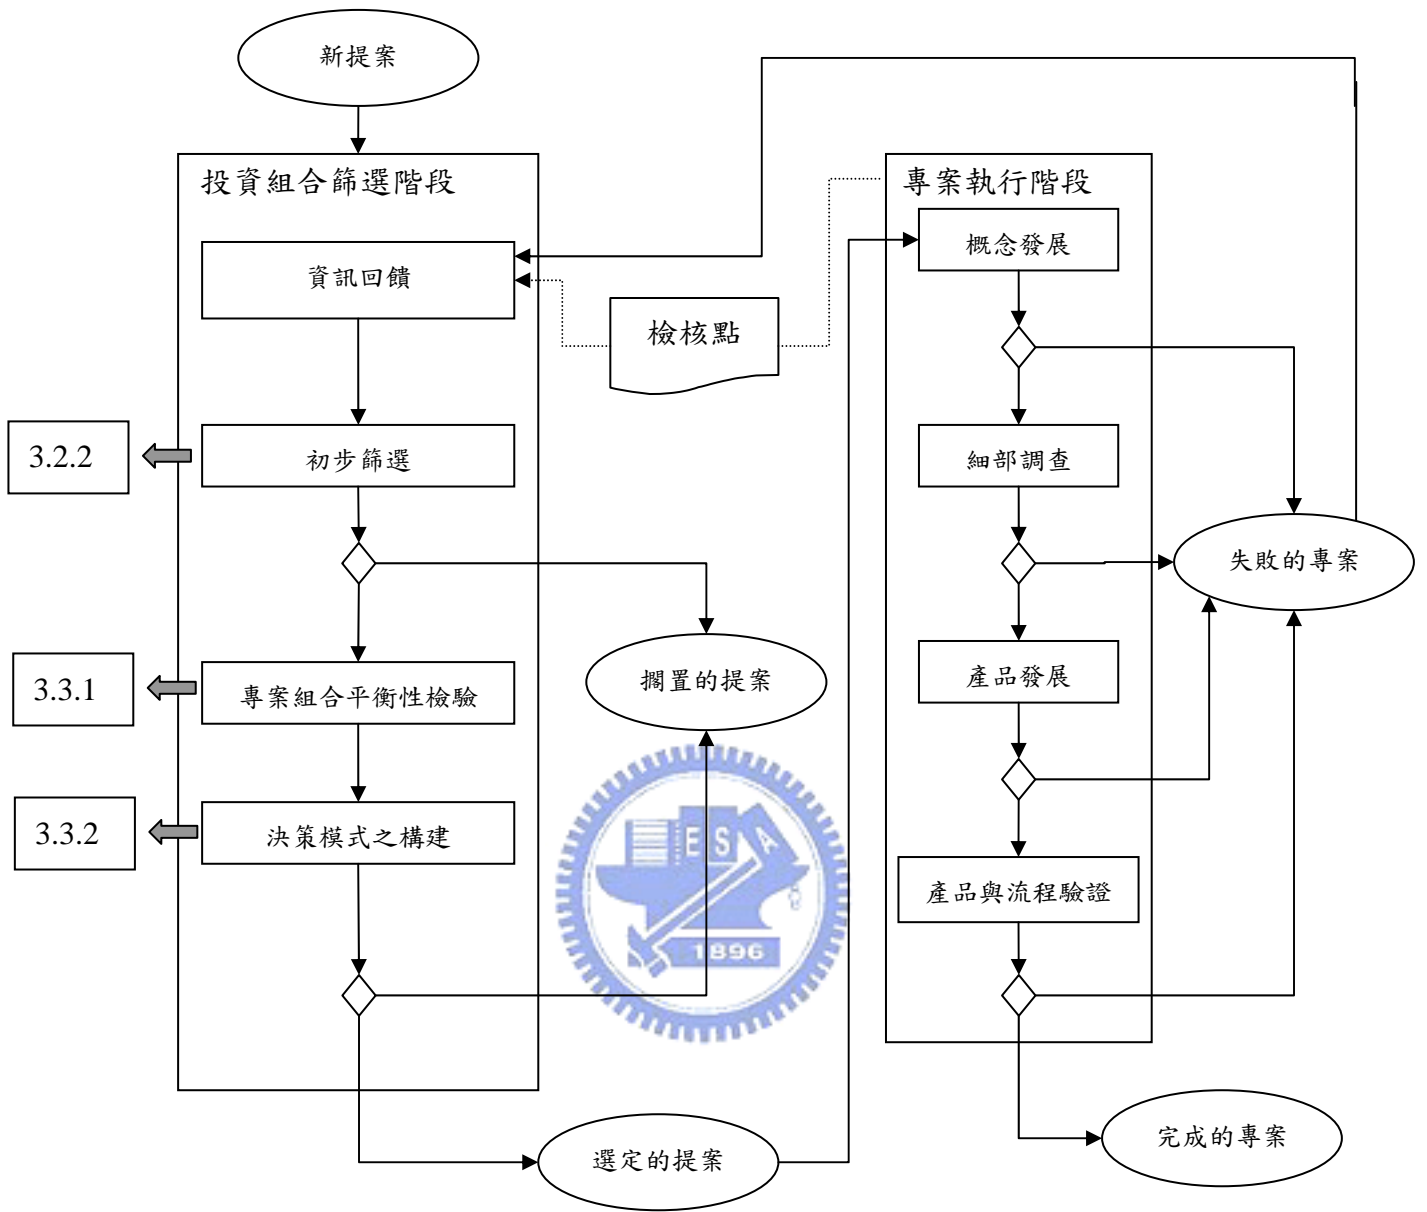 新提案
投資組合篩選階段
專案執行階段
概念發展
資訊回饋
檢核點
3.2.2
初步篩選
細部調查
失敗的專案
3.3.1
專案組合平衡性檢驗
擱置的提案
產品發展
3.3.2
決策模式之構建
E S A
產品與流程驗證
1896
選定的提案
完成的專案